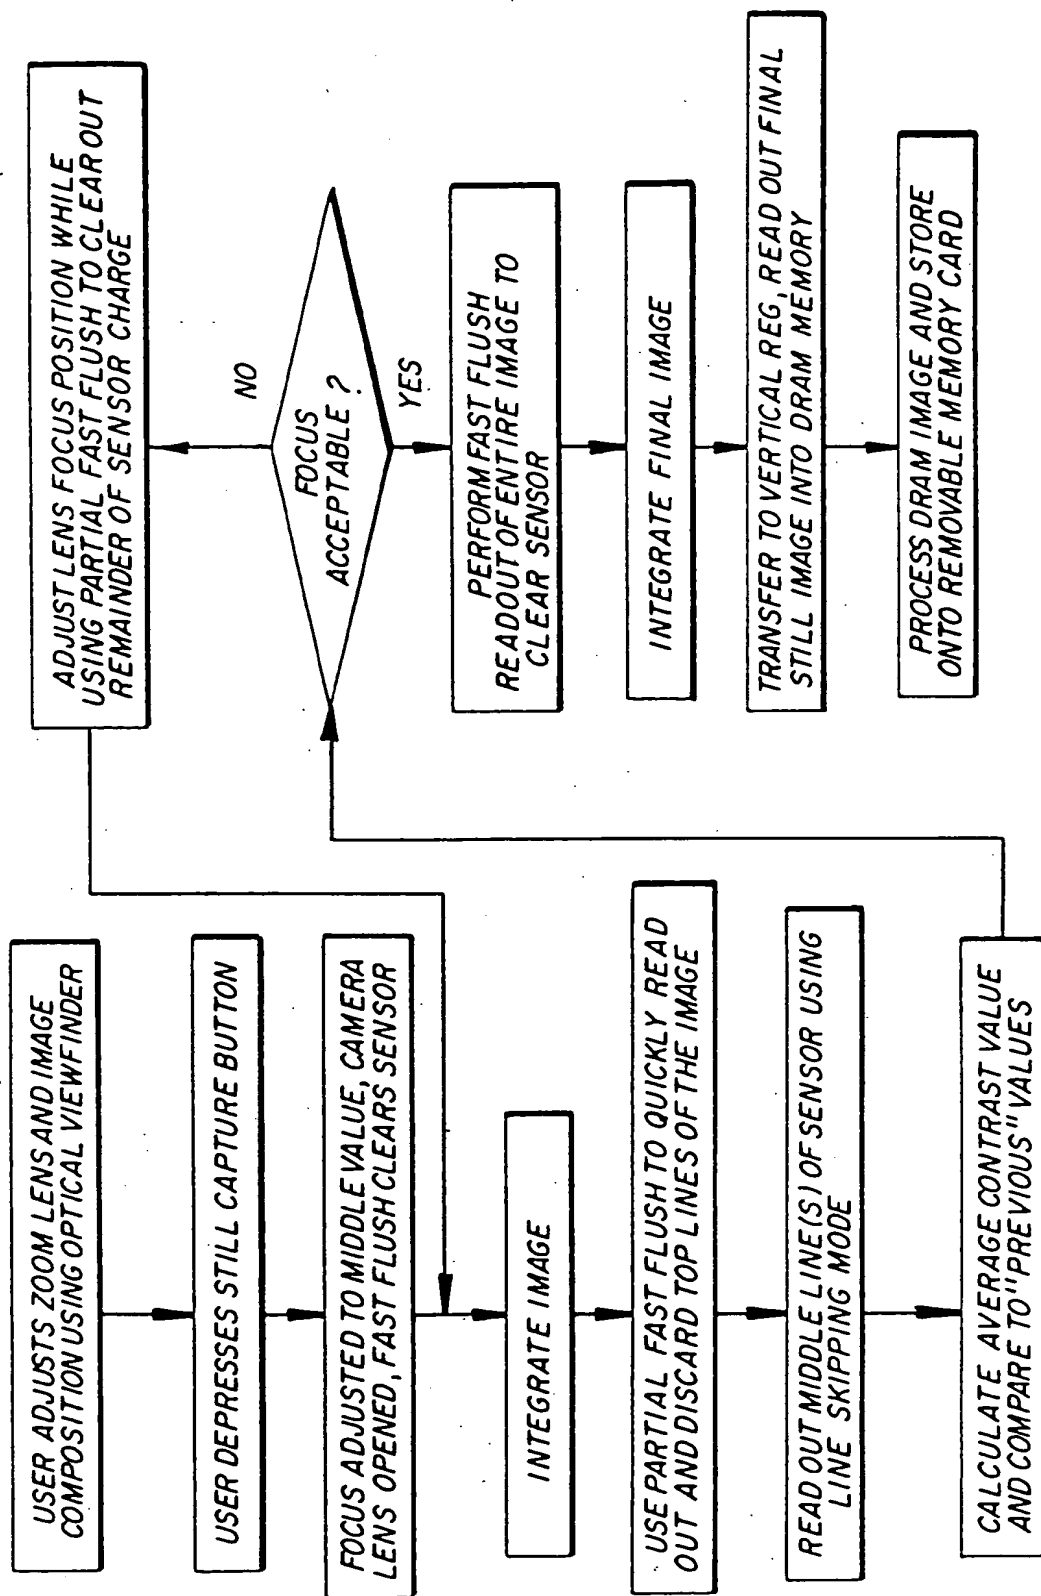 USER ADJUSTS ZOOM LENS AND IMAGE
COMPOSITION USING OPTICAL VIEWFINDER
USER DEPRESSES STILL CAPTURE BUTTON
FOCUS ADJUSTED TO MIDDLE VALUE, CAMERA
LENS OPENED, FAST FLUSH CLEARS SENSOR
INTEGRATE IMAGE
USE PARTIAL FAST FLUSH TO QUICKLY READ
OUT AND DISCARD TOP LINES OF THE IMAGE
READ OUT MIDDLE LINE(S) OF SENSOR USING
LINE SKIPPING MODE
CALCULATE AVERAGE CONTRAST VALUE
AND COMPARE TO "PREVIOUS" VALUES
ADJUST LENS FOCUS POSITION WHILE
USING PARTIAL FAST FLUSH TO CLEAR OUT
REMAINDER OF SENSOR CHARGE
NO
FOCUS
ACCEPTABLE ?
YES
PERFORM FAST FLUSH
READOUT OF ENTIRE IMAGE TO
CLEAR SENSOR
INTEGRATE FINAL IMAGE
TRANSFER TO VERTICAL REG, READ OUT FINAL
STILL IMAGE INTO DRAM MEMORY
PROCESS DRAM IMAGE AND STORE
ONTO REMOVABLE MEMORY CARD